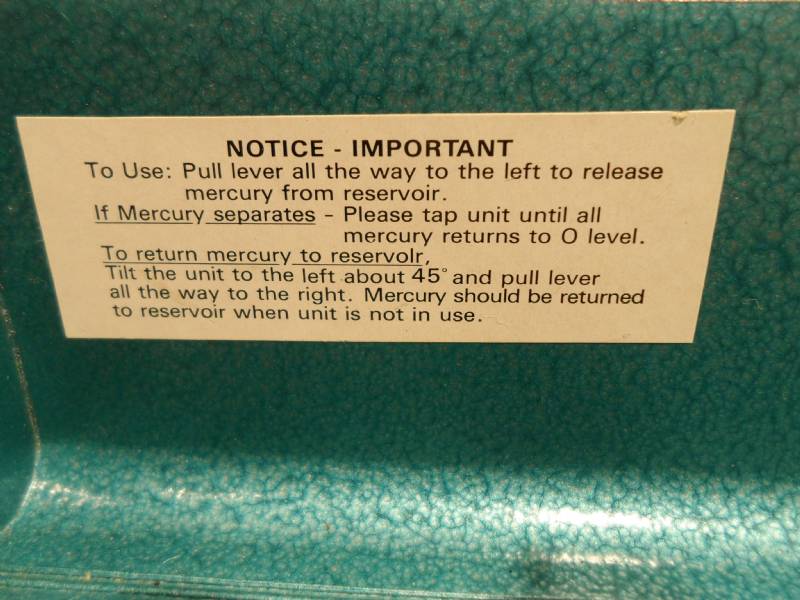 NOTICE - IMPORTANT
To Use: Pull lever all the way to the left to release
mercury from reservoir.
If Mercury separates - Please tap unit until all
mercury returns to O level.
To return mercury to reservolr,
Tilt the unit to the left about 45° and pull lever
all the way to the right. Mercury should be returned
to reservoir when unit is not in use.